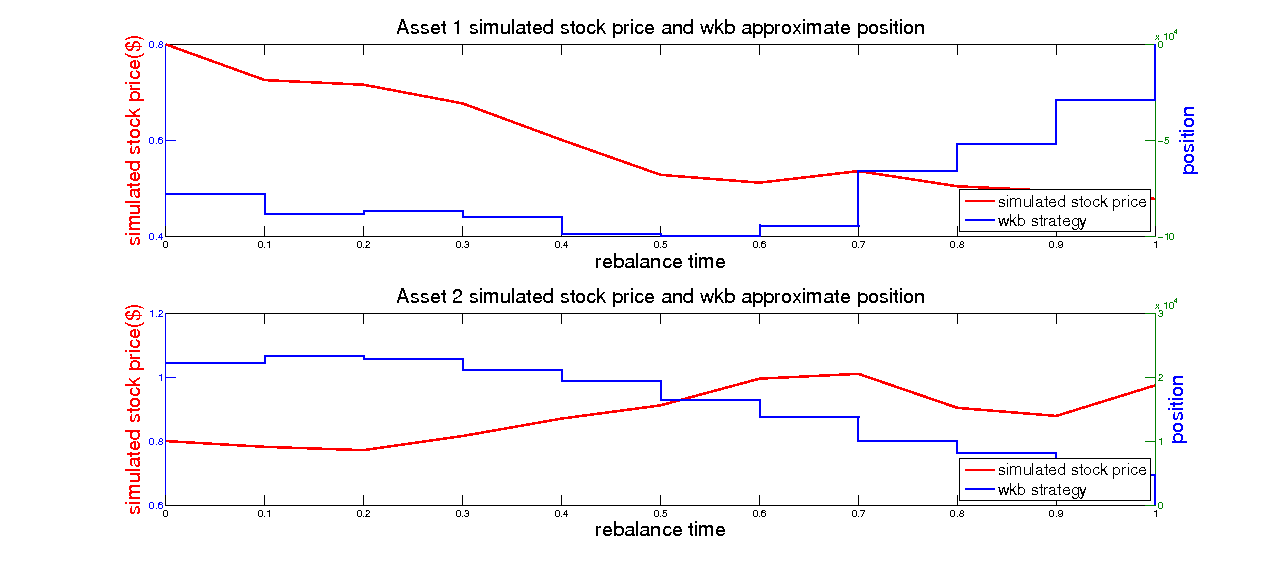 Asset 1 simulated stock price and wkb approximate position
simulated stock price($)
x 10^4
0.8
0.6
0.4
0
-5
-10
position
simulated stock price
wkb strategy
0 0.1 0.2 0.3 0.4 0.5 0.6 0.7 0.8 0.9 1
rebalance time
Asset 2 simulated stock price and wkb approximate position
simulated stock price($)
x 10^4
1.2
1
0.8
0.6
3
2
1
0
position
simulated stock price
wkb strategy
0 0.1 0.2 0.3 0.4 0.5 0.6 0.7 0.8 0.9 1
rebalance time